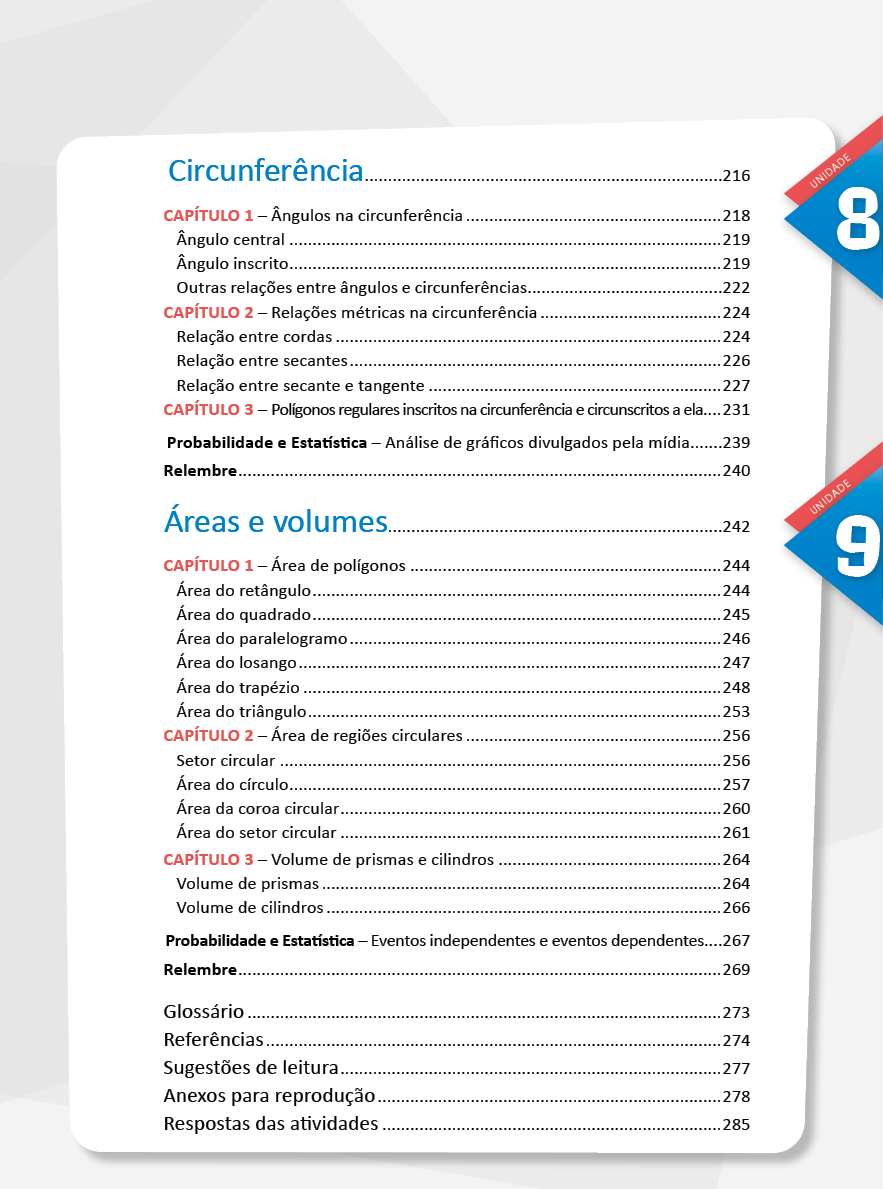 Circunferência........216
UNIDADE
8
CAPÍTULO 1 – Ângulos na circunferência........218
Ângulo central........219
Ângulo inscrito........219
Outras relações entre ângulos e circunferências........222
CAPÍTULO 2 – Relações métricas na circunferência........224
Relação entre cordas........224
Relação entre secantes........226
Relação entre secante e tangente........227
CAPÍTULO 3 – Polígonos regulares inscritos na circunferência e circunscritos a ela....231
Probabilidade e Estatística – Análise de gráficos divulgados pela mídia.......239
Relembre........240
Áreas e volumes........242
UNIDADE
9
CAPÍTULO 1 – Área de polígonos........244
Área do retângulo........244
Área do quadrado........245
Área do paralelogramo........246
Área do losango........247
Área do trapézio........248
Área do triângulo........253
CAPÍTULO 2 – Área de regiões circulares........256
Setor circular........256
Área do círculo........257
Área da coroa circular........260
Área do setor circular........261
CAPÍTULO 3 – Volume de prismas e cilindros........264
Volume de prismas........264
Volume de cilindros........266
Probabilidade e Estatística – Eventos independentes e eventos dependentes....267
Relembre........269
Glossário........273
Referências........274
Sugestões de leitura........277
Anexos para reprodução........278
Respostas das atividades........285